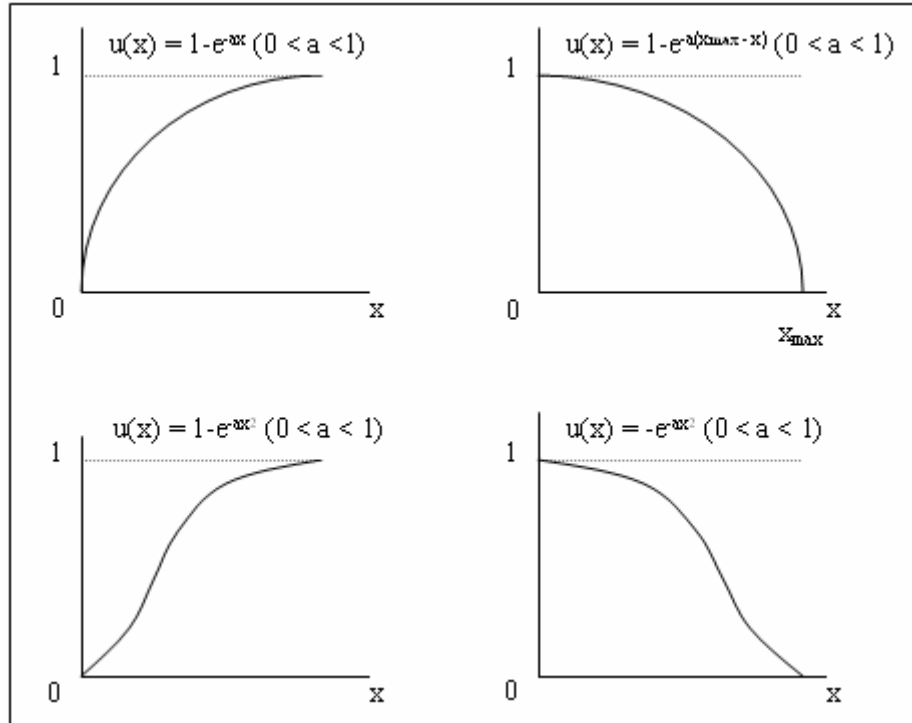 u(x) = 1-e^-ax (0 < a <1)
1
0
x
u(x) = 1-e^-a(xmax - x) (0 < a < 1)
1
0
x
xmax
u(x) = 1-e^-ax2 (0 < a < 1)
1
0
x
u(x) = -e^-ax2 (0 < a < 1)
1
0
x